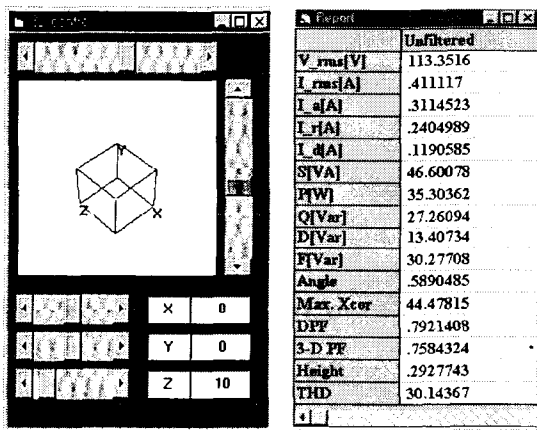 Y
Z
X
X 0
Y 0
Z 10
Report
Unfiltered
V_rms[V] 113.3516
I_rms[A] .411117
I_a[A] .3114523
I_r[A] .2404989
I_d[A] .1190585
S[VA] 46.60078
P[W] 35.30362
Q[Var] 27.26094
D[Var] 13.40734
F[Var] 30.27708
Angle .5890485
Max. Xcor 44.47815
DPF .7921408
3-D PF .7584324
Height .2927743
THD 30.14367